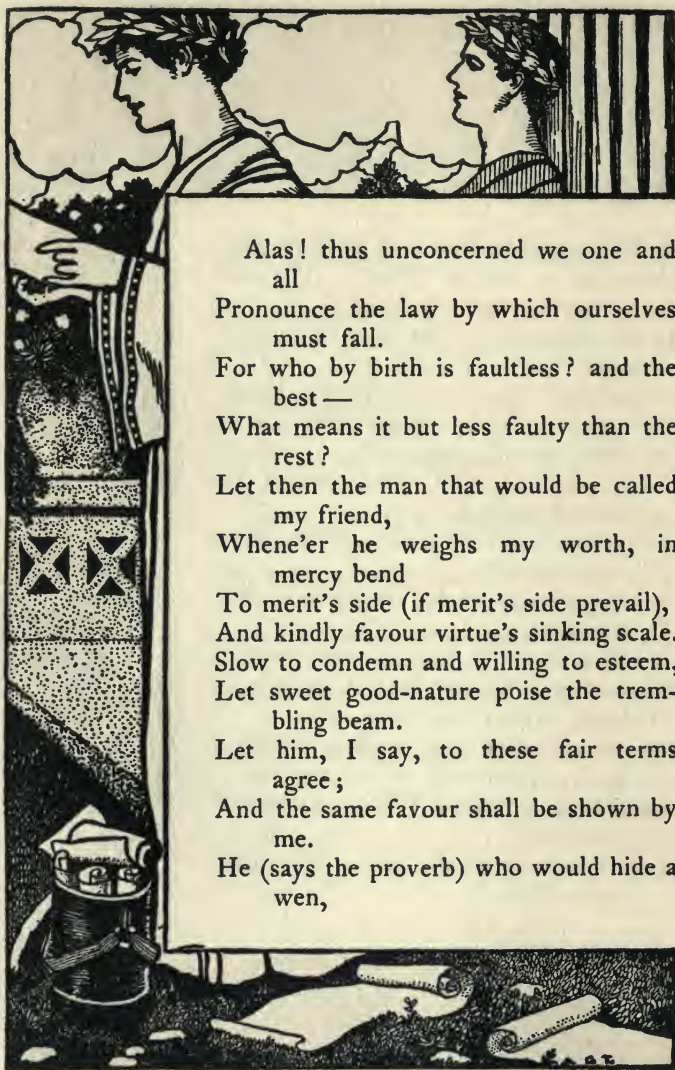 Alas! thus unconcerned we one and
all
Pronounce the law by which ourselves
must fall.
For who by birth is faultless? and the
best —
What means it but less faulty than the
rest?
Let then the man that would be called
my friend,
Whene'er he weighs my worth, in
mercy bend
To merit's side (if merit's side prevail),
And kindly favour virtue's sinking scale.
Slow to condemn and willing to esteem,
Let sweet good-nature poise the trem-
bling beam.
Let him, I say, to these fair terms
agree;
And the same favour shall be shown by
me.
He (says the proverb) who would hide a
wen,